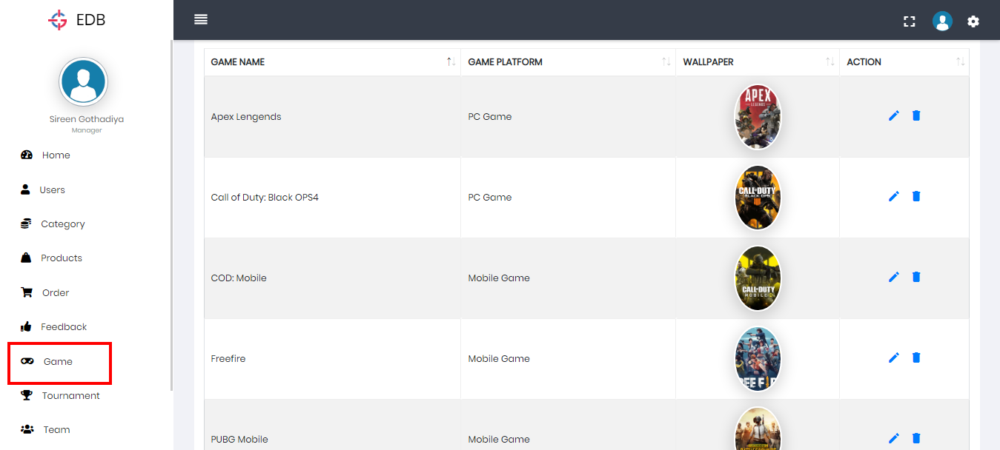 EDB
Sireen Gothadiya
Manager
Home
Users
Category
Products
Order
Feedback
Game
Tournament
Team
GAME NAME GAME PLATFORM WALLPAPER ACTION
Apex Lengends PC Game
APEX
LEGENDS
Call of Duty: Black OPS4 PC Game
CALL OF DUTY
BLACK OPS
COD: Mobile Mobile Game
CALL OF DUTY
MOBILE
Freefire Mobile Game
REE FI
PUBG Mobile Mobile Game